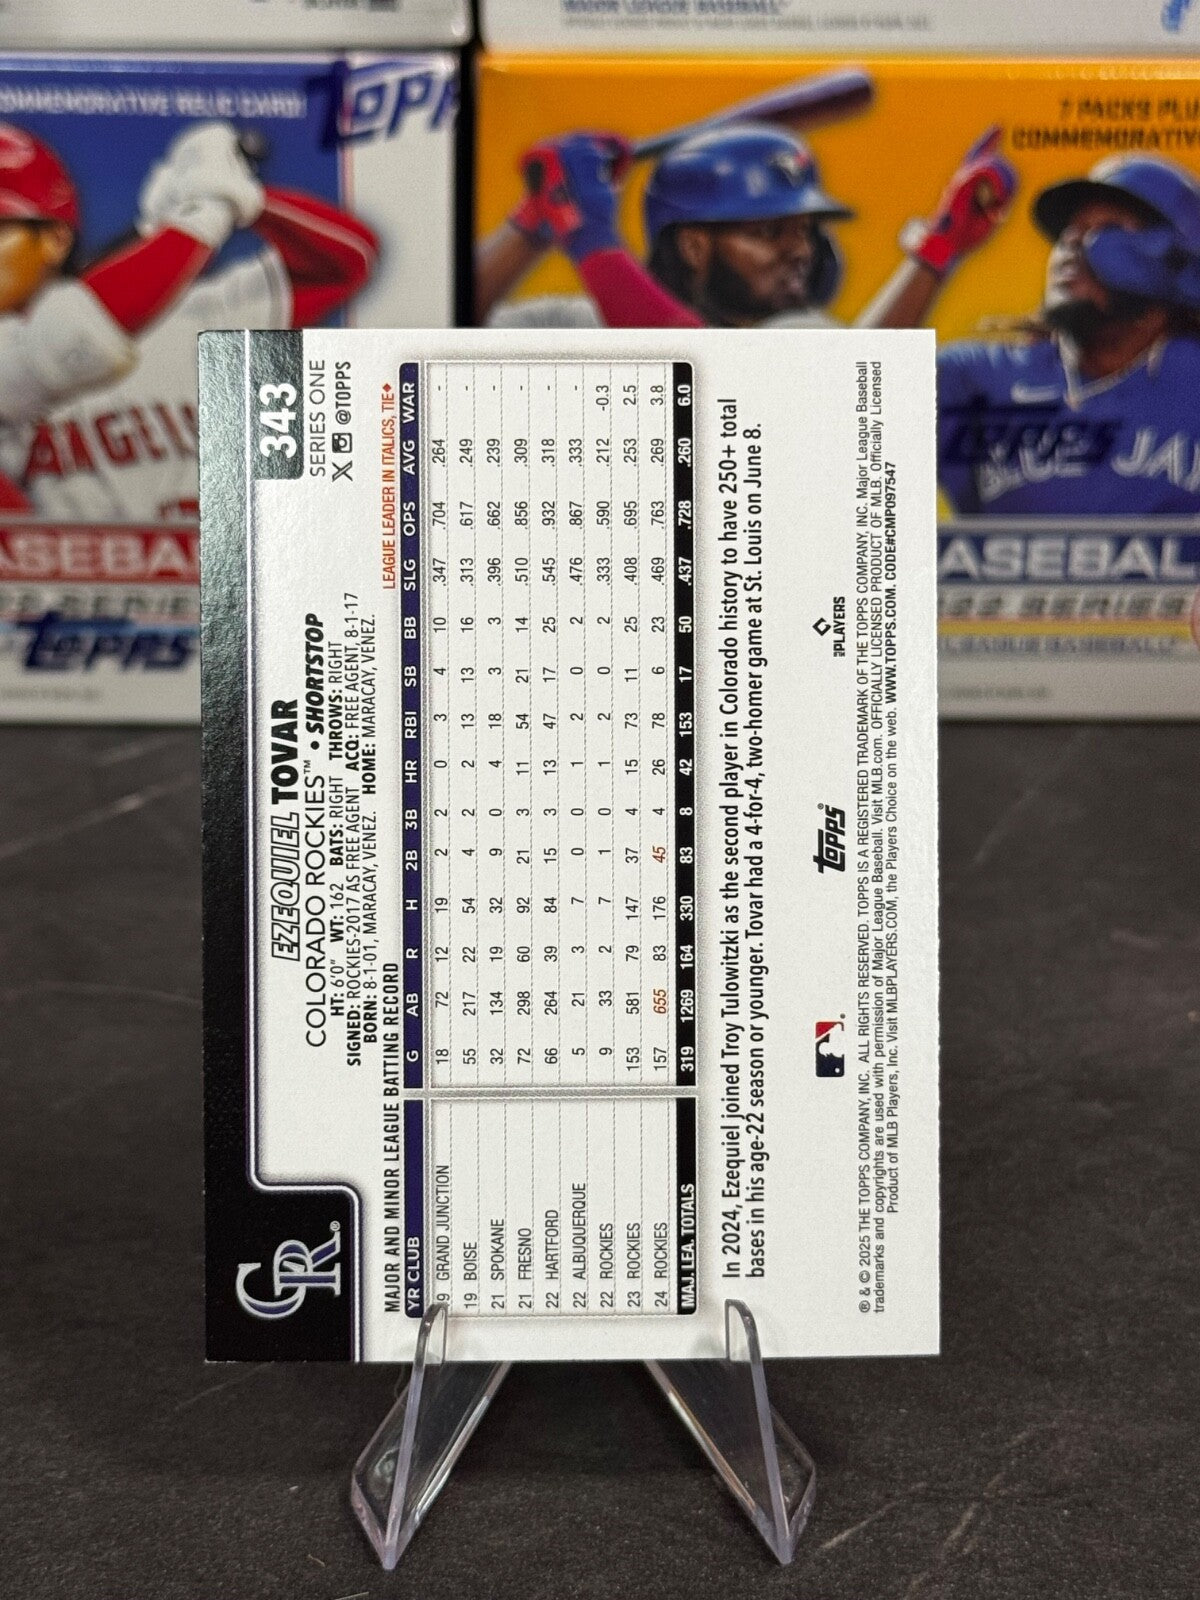 COMMEMORATIVE RELIC CARD!
TOPPS
7 PACKS PLU
COMMEMORATIV
ANGELS
BLUE JA
ASEBA
ASEBAL
TOPPS
343
SERIES ONE
@TOPPS
EZEQUIEL TOVAR
COLORADO ROCKIES™ • SHORTSTOP
HT: 6'0" WT: 162 BATS: RIGHT THROWS: RIGHT
SIGNED: ROCKIES-2017 AS FREE AGENT ACQ: FREE AGENT, 8-1-17
BORN: 8-1-01, MARACAY, VENEZ. HOME: MARACAY, VENEZ.
MAJOR AND MINOR LEAGUE BATTING RECORD LEAGUE LEADER IN ITALICS, TIE◆
YR CLUB G AB R H 2B 3B HR RBI SB BB SLG OPS AVG WAR
9 GRAND JUNCTION 18 72 12 19 2 2 0 3 4 10 .347 .704 .264 -
19 BOISE 55 217 22 54 4 2 2 13 13 16 .313 .617 .249 -
21 SPOKANE 32 134 19 32 9 0 4 18 3 3 .396 .662 .239 -
21 FRESNO 72 298 60 92 21 3 11 54 21 14 .510 .856 .309 -
22 HARTFORD 66 264 39 84 15 3 13 47 17 25 .545 .932 .318 -
22 ALBUQUERQUE 5 21 3 7 0 0 1 2 0 2 .476 .867 .333 -
22 ROCKIES 9 33 2 7 1 0 1 2 0 2 .333 .590 .212 -0.3
23 ROCKIES 153 581 79 147 37 4 15 73 11 25 .408 .695 .253 2.5
24 ROCKIES 157 655 83 176 45 4 26 78 6 23 .469 .763 .269 3.8
MAJ. LEA. TOTALS 319 1269 164 330 83 8 42 153 17 50 .437 .728 .260 6.0
In 2024, Ezequiel joined Troy Tulowitzki as the second player in Colorado history to have 250+ total
bases in his age-22 season or younger. Tovar had a 4-for-4, two-homer game at St. Louis on June 8.
topps®
PLAYERS
® & © 2025 THE TOPPS COMPANY, INC. ALL RIGHTS RESERVED. TOPPS IS A REGISTERED TRADEMARK OF THE TOPPS COMPANY, INC. Major League Baseball
trademarks and copyrights are used with permission of Major League Baseball. Visit MLB.com. OFFICIALLY LICENSED PRODUCT OF MLB. Officially Licensed
Product of MLB Players, Inc. Visit MLBPLAYERS.COM, the Players Choice on the web. WWW.TOPPS.COM. CODE#CMP097547